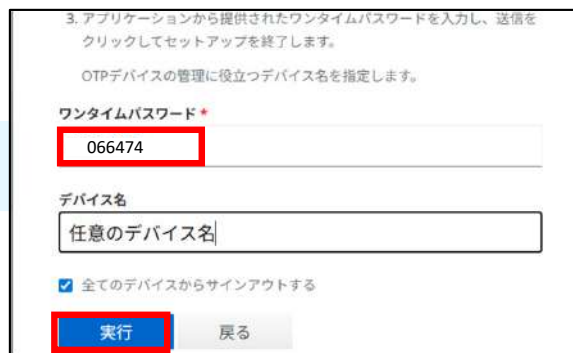 3. アプリケーションから提供されたワンタイムパスワードを入力し、送信を
クリックしてセットアップを終了します。
OTPデバイスの管理に役立つデバイス名を指定します。
ワンタイムパスワード *
066474
デバイス名
任意のデバイス名
全てのデバイスからサインアウトする
実行 戻る